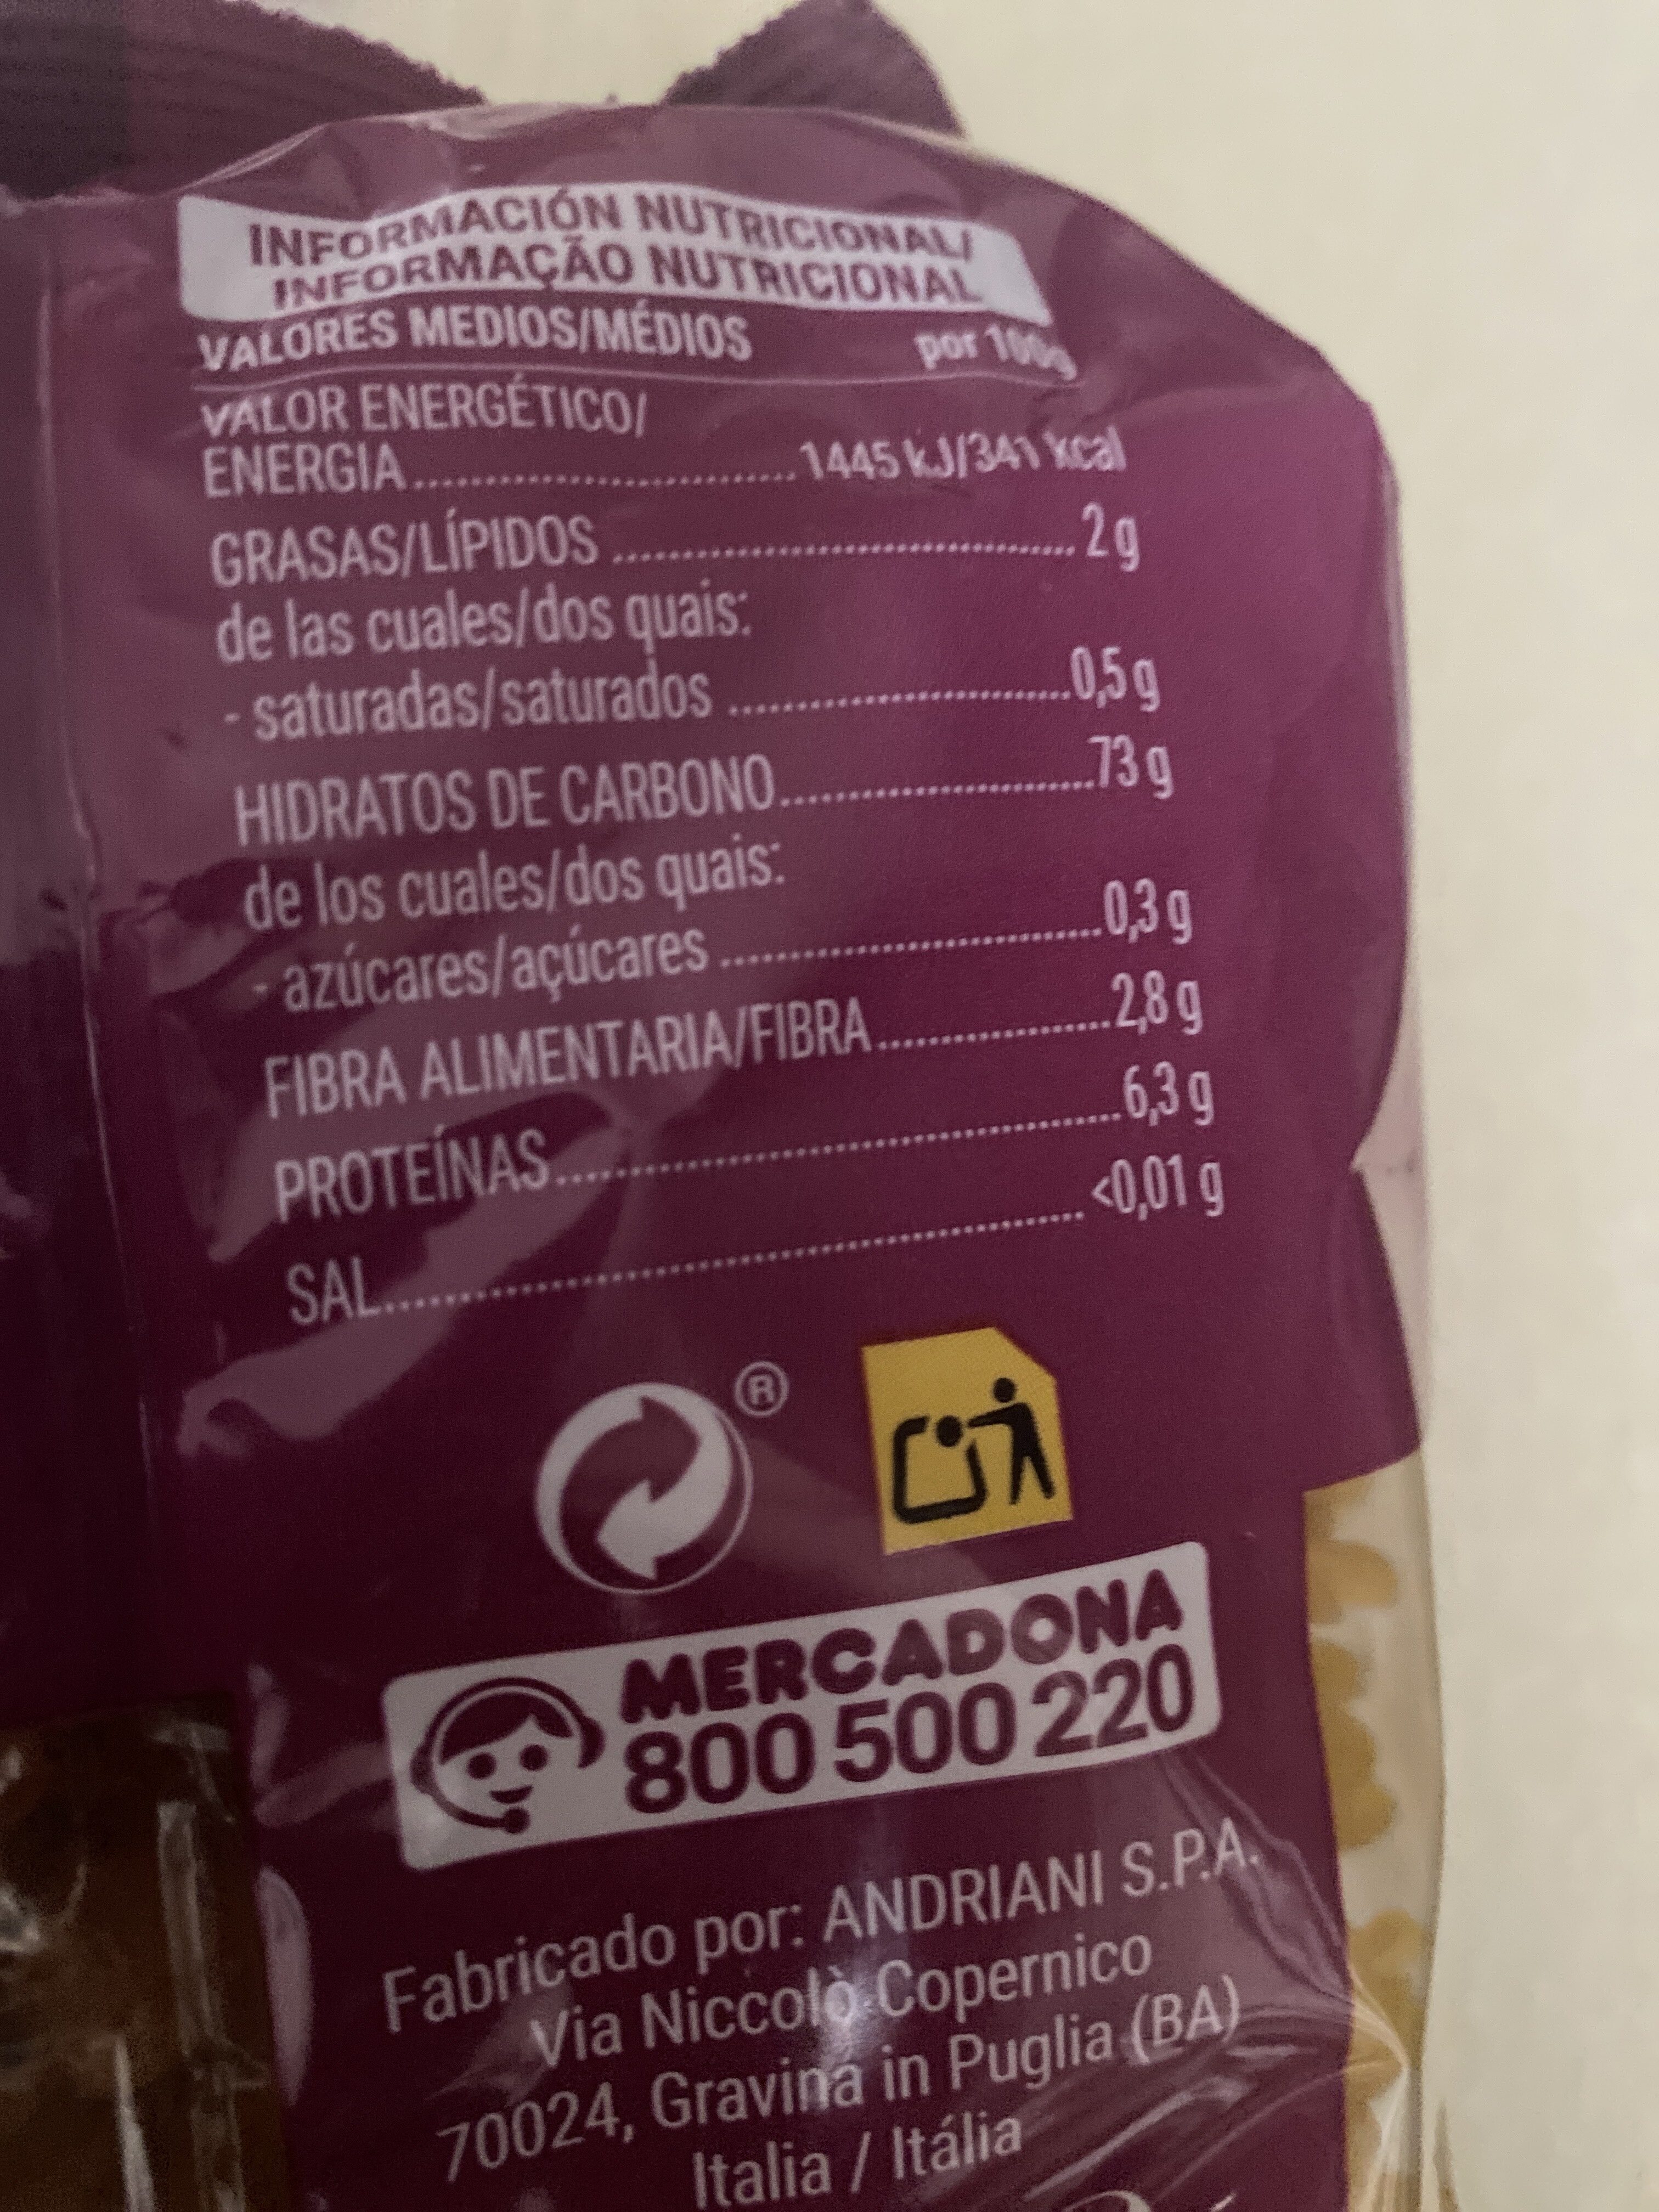 INFORMACIÓN NUTRICIONAL/
INFORMAÇÃO NUTRICIONAL
VALORES MEDIOS/MÉDIOS por 100g
VALOR ENERGÉTICO/
ENERGIA.............................1445 kJ/341 kcal
GRASAS/LÍPIDOS....................................2 g
de las cuales/dos quais:
- saturadas/saturados..........................0,5 g
HIDRATOS DE CARBONO........................73 g
de los cuales/dos quais:
- azúcares/açúcares.............................0,3 g
FIBRA ALIMENTARIA/FIBRA..................2,8 g
PROTEÍNAS............................................6,3 g
SAL......................................................<0,01 g
®
MERCADONA
800 500 220
Fabricado por: ANDRIANI S.P.A.
Via Niccolò Copernico
70024, Gravina in Puglia (BA)
Italia / Itália